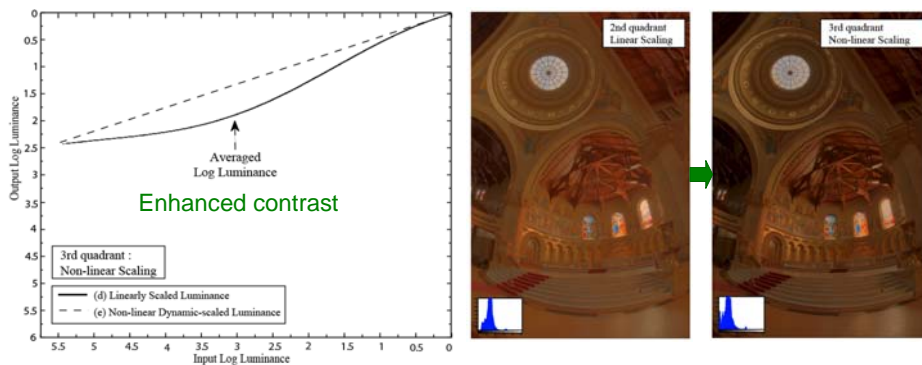 0
0.5
1
1.5
2
2.5
3
3.5
4
4.5
5
5.5
6
Output Log Luminance
Averaged
Log Luminance
Enhanced contrast
3rd quadrant :
Non-linear Scaling
(d) Linearly Scaled Luminance
(e) Non-linear Dynamic-scaled Luminance
5.5 5 4.5 4 3.5 3 2.5 2 1.5 1 0.5 0
Input Log Luminance
2nd quadrant
Linear Scaling
3rd quadrant
Non-linear Scaling